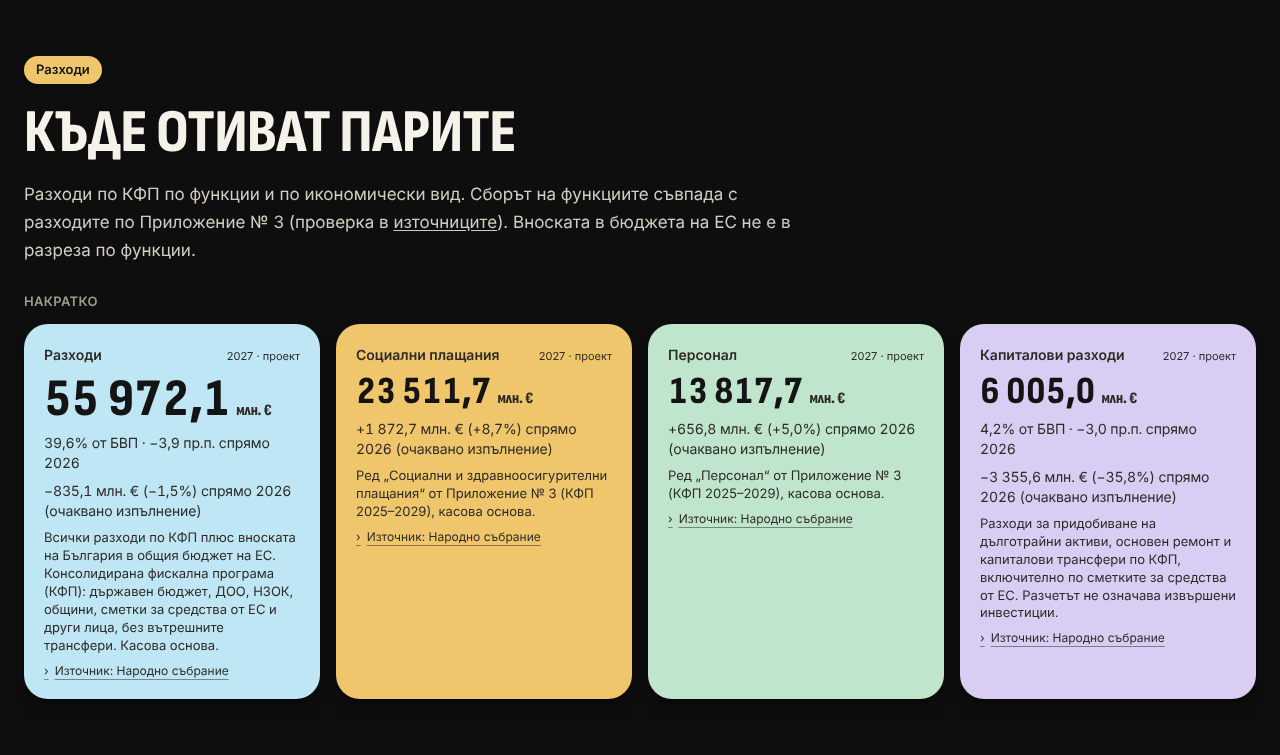 Разходи
КЪДЕ ОТИВАТ ПАРИТЕ
Разходи по КФП по функции и по икономически вид. Сборът на функциите съвпада с
разходите по Приложение № 3 (проверка в източниците). Вноската в бюджета на ЕС не е в
разреза по функции.
НАКРАТКО
Разходи 2027 · проект
55 972,1 млн. €
39,6% от БВП · −3,9 пр.п. спрямо
2026
−835,1 млн. € (−1,5%) спрямо 2026
(очаквано изпълнение)
Всички разходи по КФП плюс вноската
на България в общия бюджет на ЕС.
Консолидирана фискална програма
(КФП): държавен бюджет, ДОО, НЗОК,
общини, сметки за средства от ЕС и
други лица, без вътрешните
трансфери. Касова основа.
› Източник: Народно събрание
Социални плащания 2027 · проект
23 511,7 млн. €
+1 872,7 млн. € (+8,7%) спрямо
2026 (очаквано изпълнение)
Ред „Социални и здравноосигурителни
плащания“ от Приложение № 3 (КФП
2025–2029), касова основа.
› Източник: Народно събрание
Персонал 2027 · проект
13 817,7 млн. €
+656,8 млн. € (+5,0%) спрямо 2026
(очаквано изпълнение)
Ред „Персонал“ от Приложение № 3
(КФП 2025–2029), касова основа.
› Източник: Народно събрание
Капиталови разходи 2027 · проект
6 005,0 млн. €
4,2% от БВП · −3,0 пр.п. спрямо
2026
−3 355,6 млн. € (−35,8%) спрямо
2026 (очаквано изпълнение)
Разходи за придобиване на
дълготрайни активи, основен ремонт и
капиталови трансфери по КФП,
включително по сметките за средства
от ЕС. Разчетът не означава извършени
инвестиции.
› Източник: Народно събрание